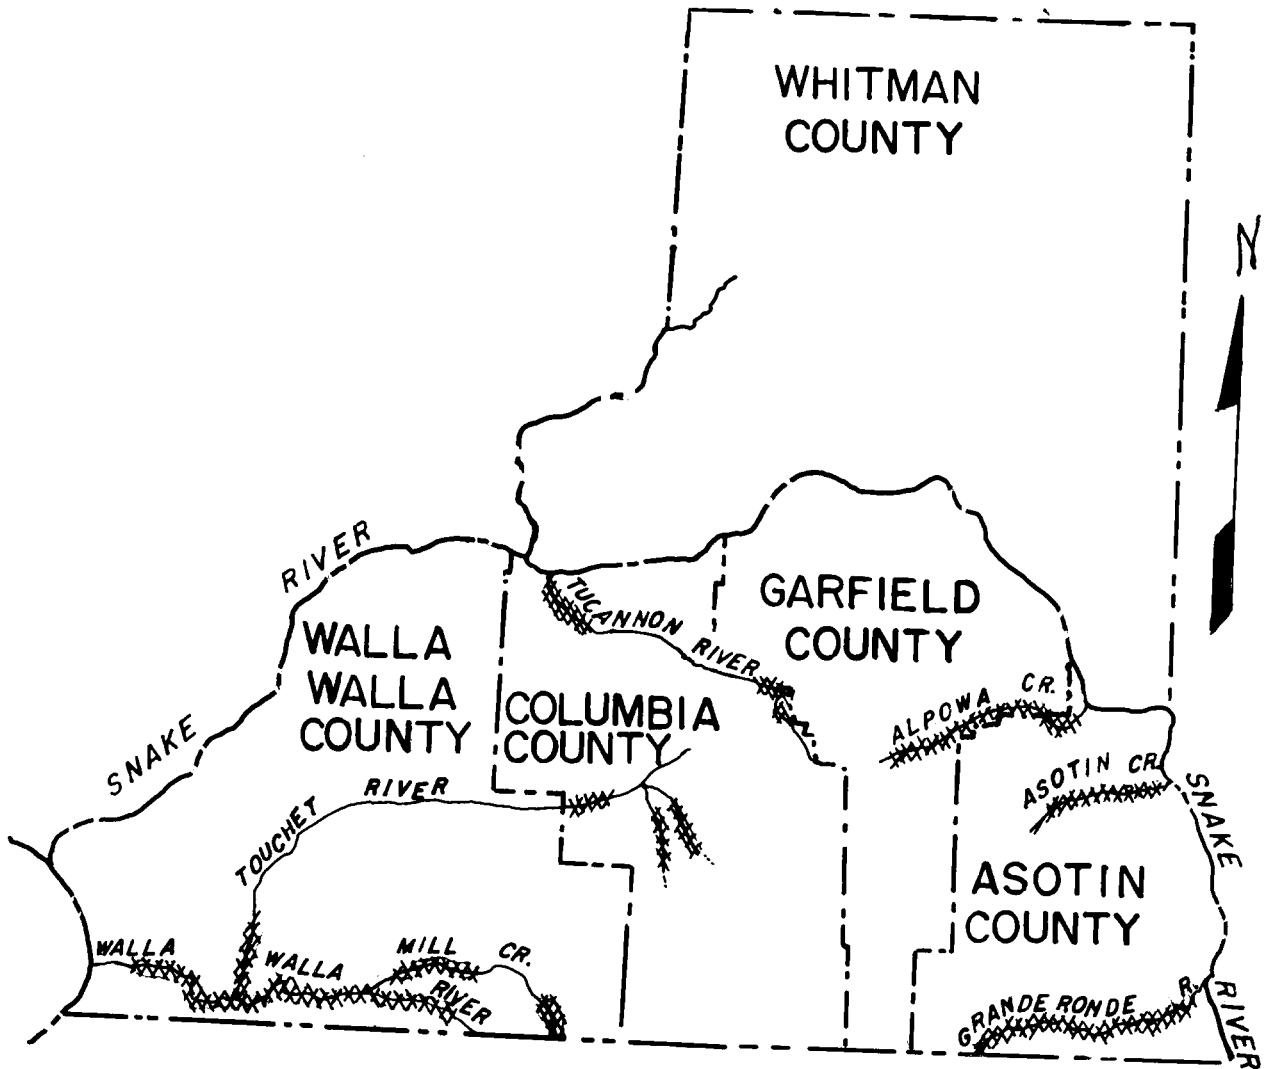 WHITMAN
COUNTY
N
SNAKE RIVER
TUCANNON RIVER
GARFIELD
COUNTY
WALLA
WALLA
COUNTY
COLUMBIA
COUNTY
ALPOWA CR.
ASOTIN CR.
SNAKE RIVER
TOUCHET RIVER
ASOTIN
COUNTY
WALLA WALLA RIVER
MILL CR.
GRANDE RONDE R.